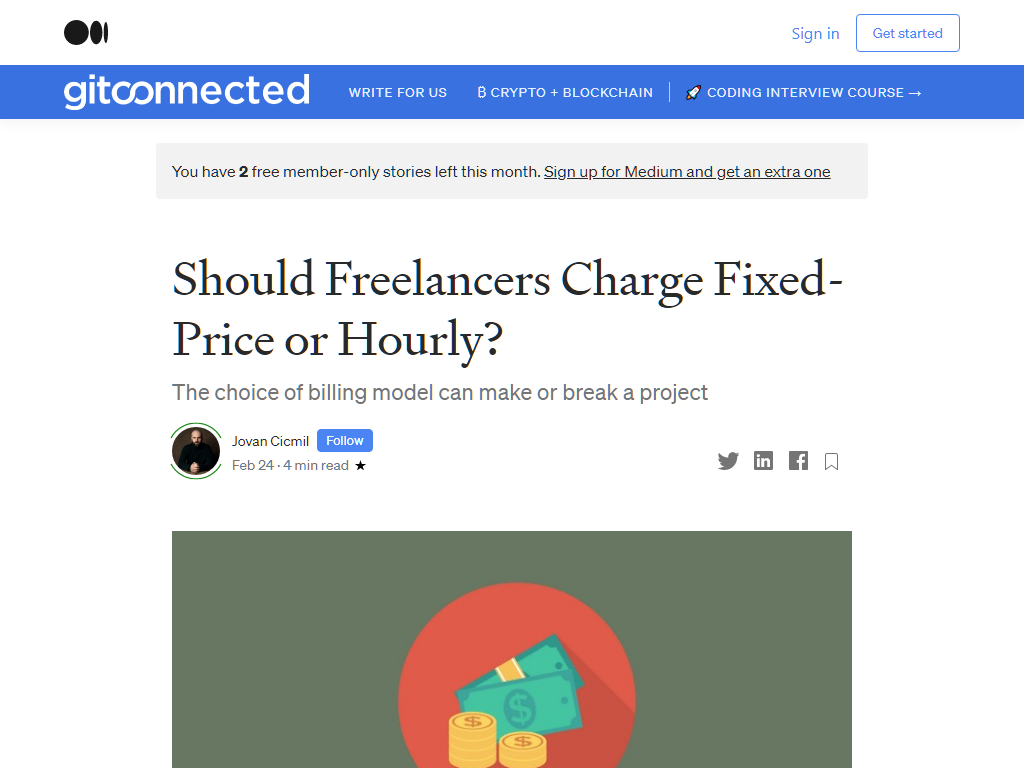 Sign in
Get started
gitconnected
WRITE FOR US
₿ CRYPTO + BLOCKCHAIN
🚀 CODING INTERVIEW COURSE →
You have 2 free member-only stories left this month. Sign up for Medium and get an extra one
Should Freelancers Charge Fixed-
Price or Hourly?
The choice of billing model can make or break a project
Jovan Cicmil
Follow
Feb 24 · 4 min read ★
$
$ $